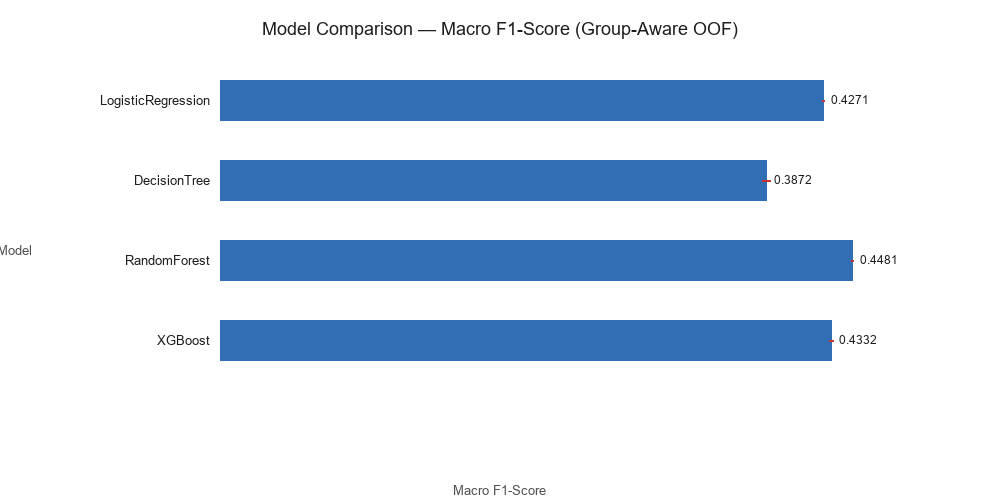 Model Comparison — Macro F1-Score (Group-Aware OOF)
LogisticRegression 0.4271
DecisionTree 0.3872
Model
RandomForest 0.4481
XGBoost 0.4332
Macro F1-Score